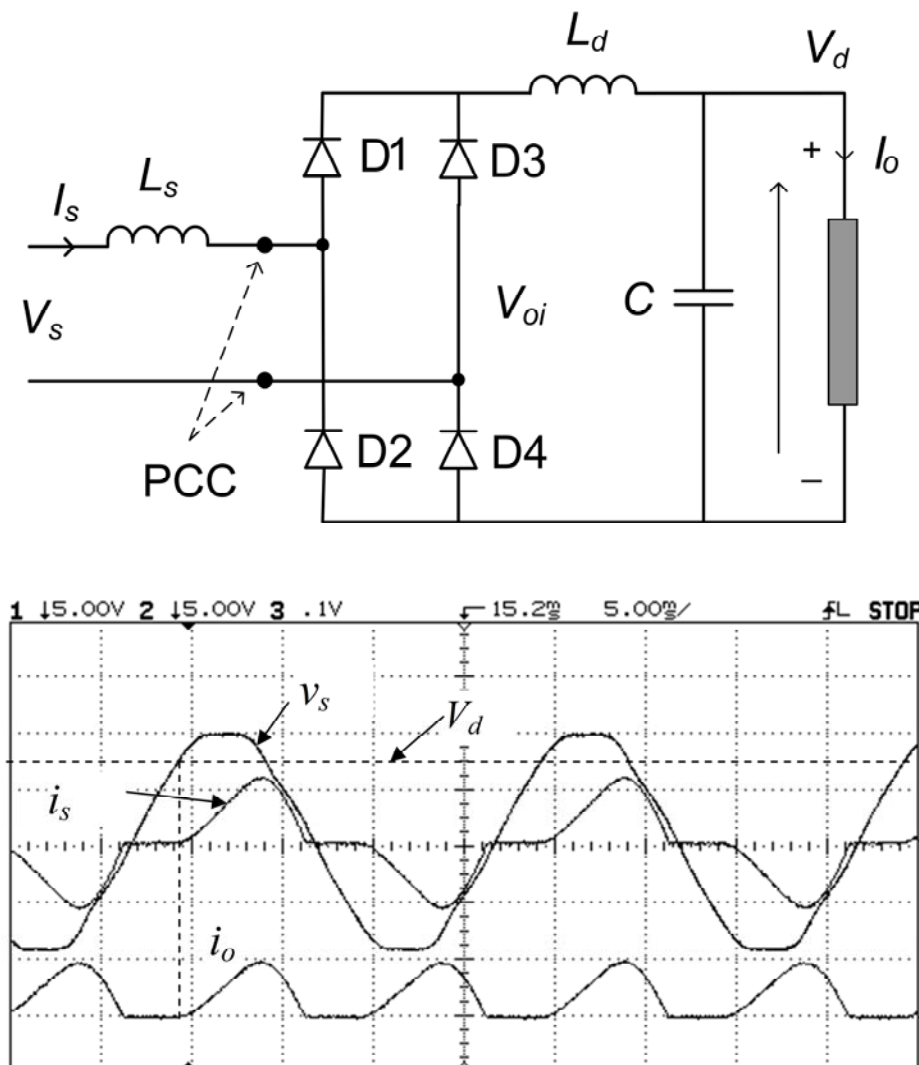 L_d
V_d
D1
D3
+
I_o
I_s
L_s
V_s
V_oi
C
PCC
D2
D4
–
1 ↓5.00V 2 ↓5.00V 3 .1V ⌐15.2ms 5.00ms/ ƒL STOP
v_s
V_d
i_s
i_o